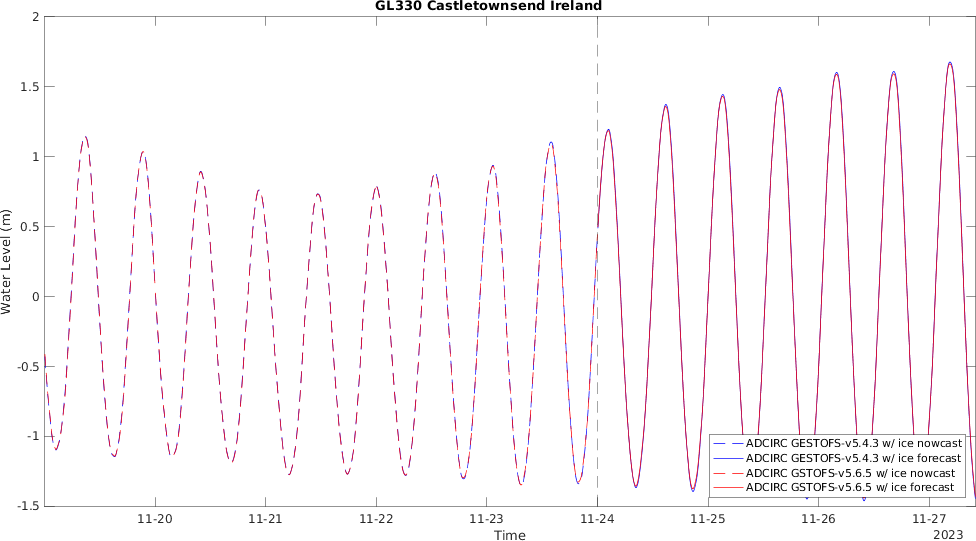 GL330 Castletownsend Ireland
2
1.5
1
0.5
0
-0.5
-1
-1.5
Water Level (m)
ADCIRC GESTOFS-v5.4.3 w/ ice nowcast
ADCIRC GESTOFS-v5.4.3 w/ ice forecast
ADCIRC GSTOFS-v5.6.5 w/ ice nowcast
ADCIRC GSTOFS-v5.6.5 w/ ice forecast
11-20 11-21 11-22 11-23 11-24 11-25 11-26 11-27
Time
2023